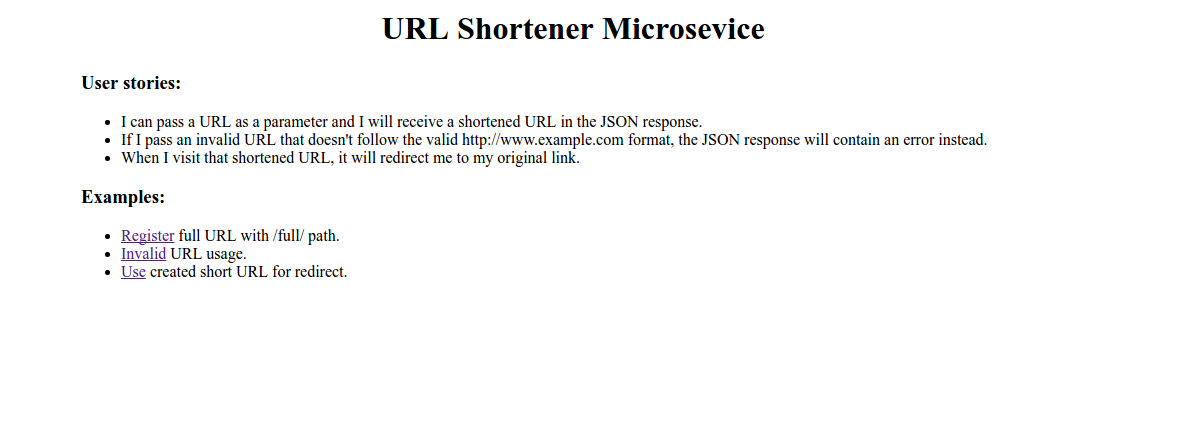 URL Shortener Microsevice
User stories:
• I can pass a URL as a parameter and I will receive a shortened URL in the JSON response.
• If I pass an invalid URL that doesn't follow the valid http://www.example.com format, the JSON response will contain an error instead.
• When I visit that shortened URL, it will redirect me to my original link.
Examples:
• Register full URL with /full/ path.
• Invalid URL usage.
• Use created short URL for redirect.